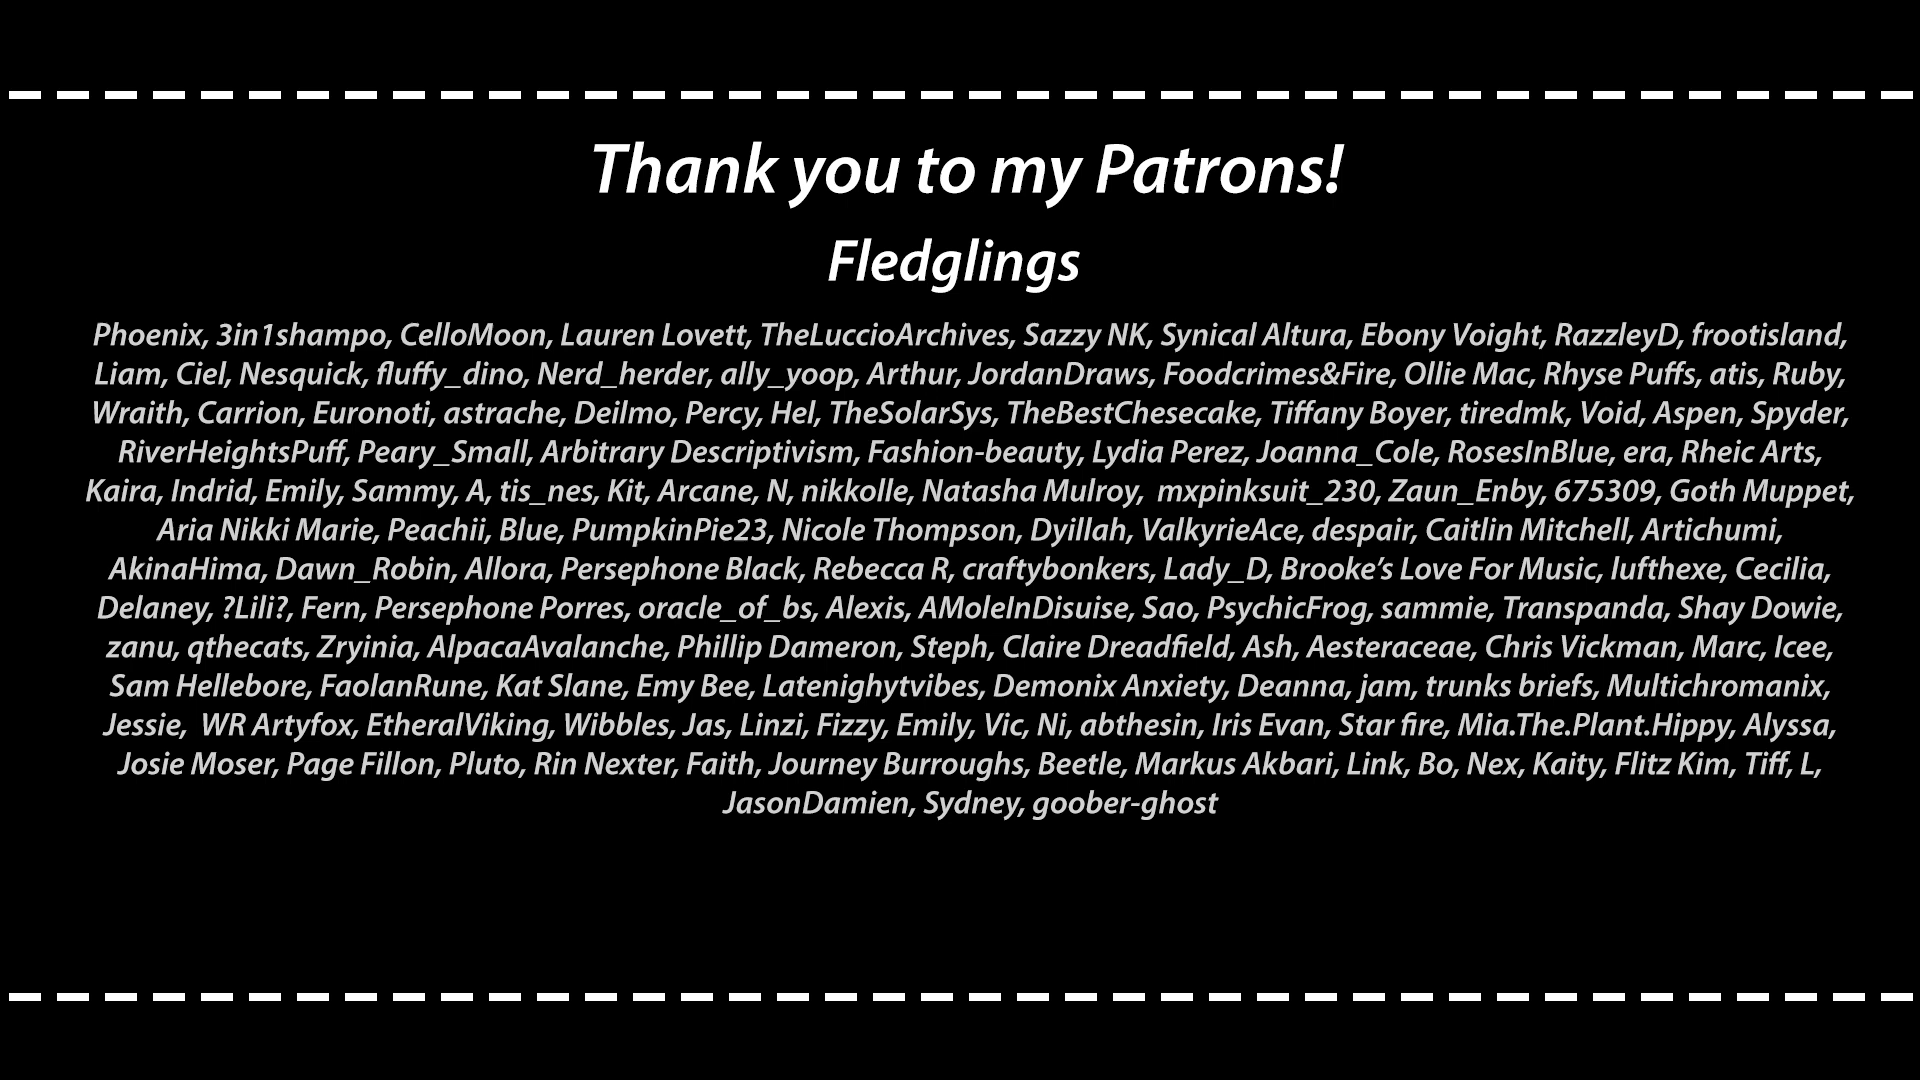 Thank you to my Patrons!
Fledglings
Phoenix, 3in1shampo, CelloMoon, Lauren Lovett, TheLuccioArchives, Sazzy NK, Synical Altura, Ebony Voight, RazzleyD, frootisland,
Liam, Ciel, Nesquick, fluffy_dino, Nerd_herder, ally_yoop, Arthur, JordanDraws, Foodcrimes&Fire, Ollie Mac, Rhyse Puffs, atis, Ruby,
Wraith, Carrion, Euronoti, astrache, Deilmo, Percy, Hel, TheSolarSys, TheBestChesecake, Tiffany Boyer, tiredmk, Void, Aspen, Spyder,
RiverHeightsPuff, Peary_Small, Arbitrary Descriptivism, Fashion-beauty, Lydia Perez, Joanna_Cole, RosesInBlue, era, Rheic Arts,
Kaira, Indrid, Emily, Sammy, A, tis_nes, Kit, Arcane, N, nikkolle, Natasha Mulroy, mxpinksuit_230, Zaun_Enby, 675309, Goth Muppet,
Aria Nikki Marie, Peachii, Blue, PumpkinPie23, Nicole Thompson, Dyillah, ValkyrieAce, despair, Caitlin Mitchell, Artichumi,
AkinaHima, Dawn_Robin, Allora, Persephone Black, Rebecca R, craftybonkers, Lady_D, Brooke’s Love For Music, lufthexe, Cecilia,
Delaney, ?Lili?, Fern, Persephone Porres, oracle_of_bs, Alexis, AMoleInDisuise, Sao, PsychicFrog, sammie, Transpanda, Shay Dowie,
zanu, qthecats, Zryinia, AlpacaAvalanche, Phillip Dameron, Steph, Claire Dreadfield, Ash, Aesteraceae, Chris Vickman, Marc, Icee,
Sam Hellebore, FaolanRune, Kat Slane, Emy Bee, Latenighytvibes, Demonix Anxiety, Deanna, jam, trunks briefs, Multichromanix,
Jessie, WR Artyfox, EtheralViking, Wibbles, Jas, Linzi, Fizzy, Emily, Vic, Ni, abthesin, Iris Evan, Star fire, Mia.The.Plant.Hippy, Alyssa,
Josie Moser, Page Fillon, Pluto, Rin Nexter, Faith, Journey Burroughs, Beetle, Markus Akbari, Link, Bo, Nex, Kaity, Flitz Kim, Tiff, L,
JasonDamien, Sydney, goober-ghost